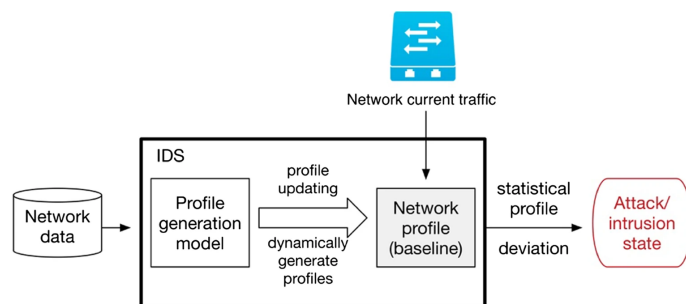 Network current traffic
IDS
Network
data
Profile
generation
model
profile
updating
dynamically
generate
profiles
Network
profile
(baseline)
statistical
profile
deviation
Attack/
intrusion
state